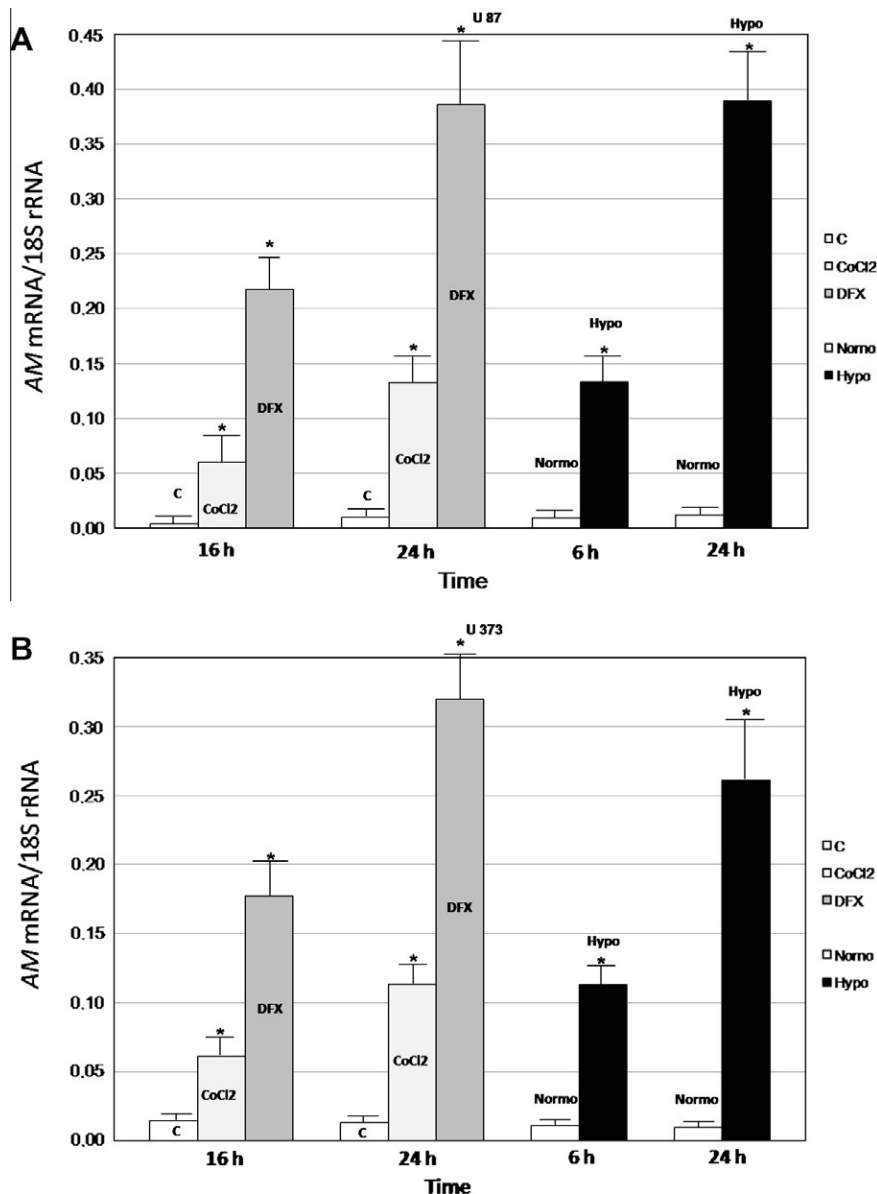 A
U 87
AM mRNA/18S rRNA
0.45
0.40
0.35
0.30
0.25
0.20
0.15
0.10
0.05
0.00
C
CoCl2
*
DFX
*
C
CoCl2
*
DFX
*
Normo
Hypo
*
Normo
Hypo
*
16 h
24 h
6 h
24 h
Time
C
CoCl2
DFX
Normo
Hypo
B
U 373
AM mRNA/18S rRNA
0.35
0.30
0.25
0.20
0.15
0.10
0.05
0.00
C
CoCl2
*
DFX
*
C
CoCl2
*
DFX
*
Normo
Hypo
*
Normo
Hypo
*
16 h
24 h
6 h
24 h
Time
C
CoCl2
DFX
Normo
Hypo